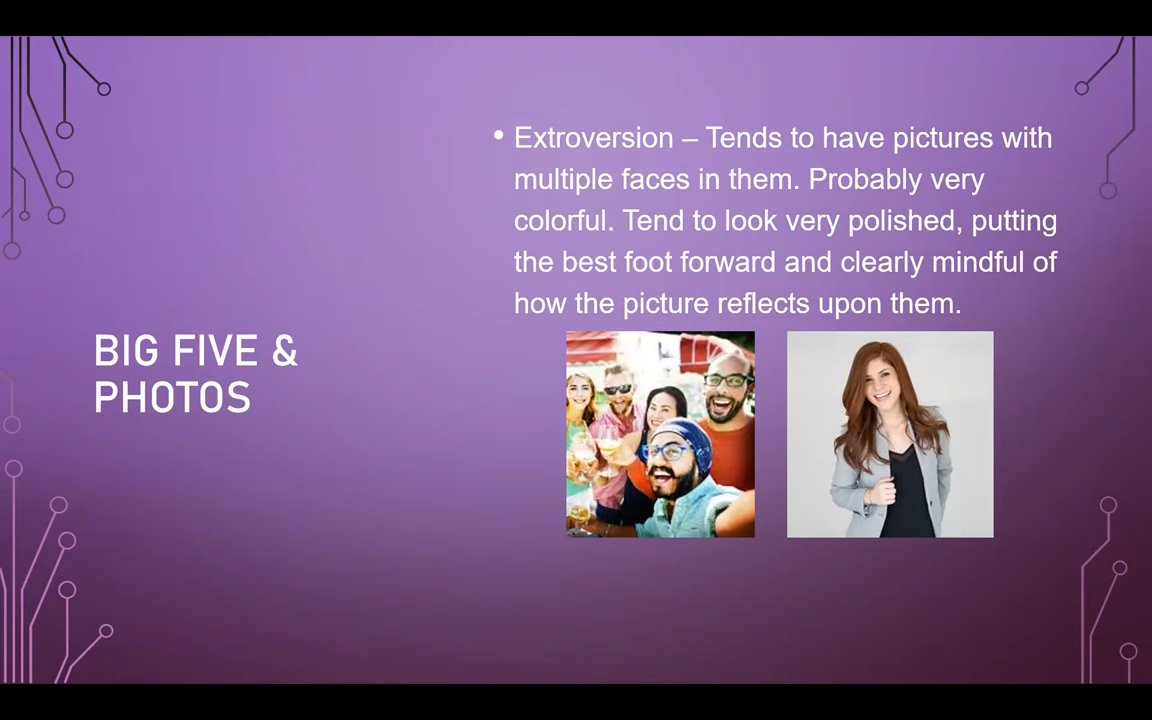 • Extroversion – Tends to have pictures with
multiple faces in them. Probably very
colorful. Tend to look very polished, putting
the best foot forward and clearly mindful of
how the picture reflects upon them.
BIG FIVE &
PHOTOS